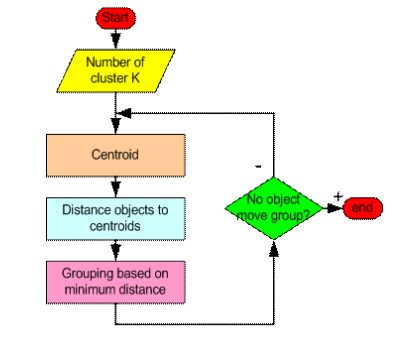 Start
Number of
cluster K
Centroid
Distance objects to
centroids
Grouping based on
minimum distance
-
No object
move group?
+
end